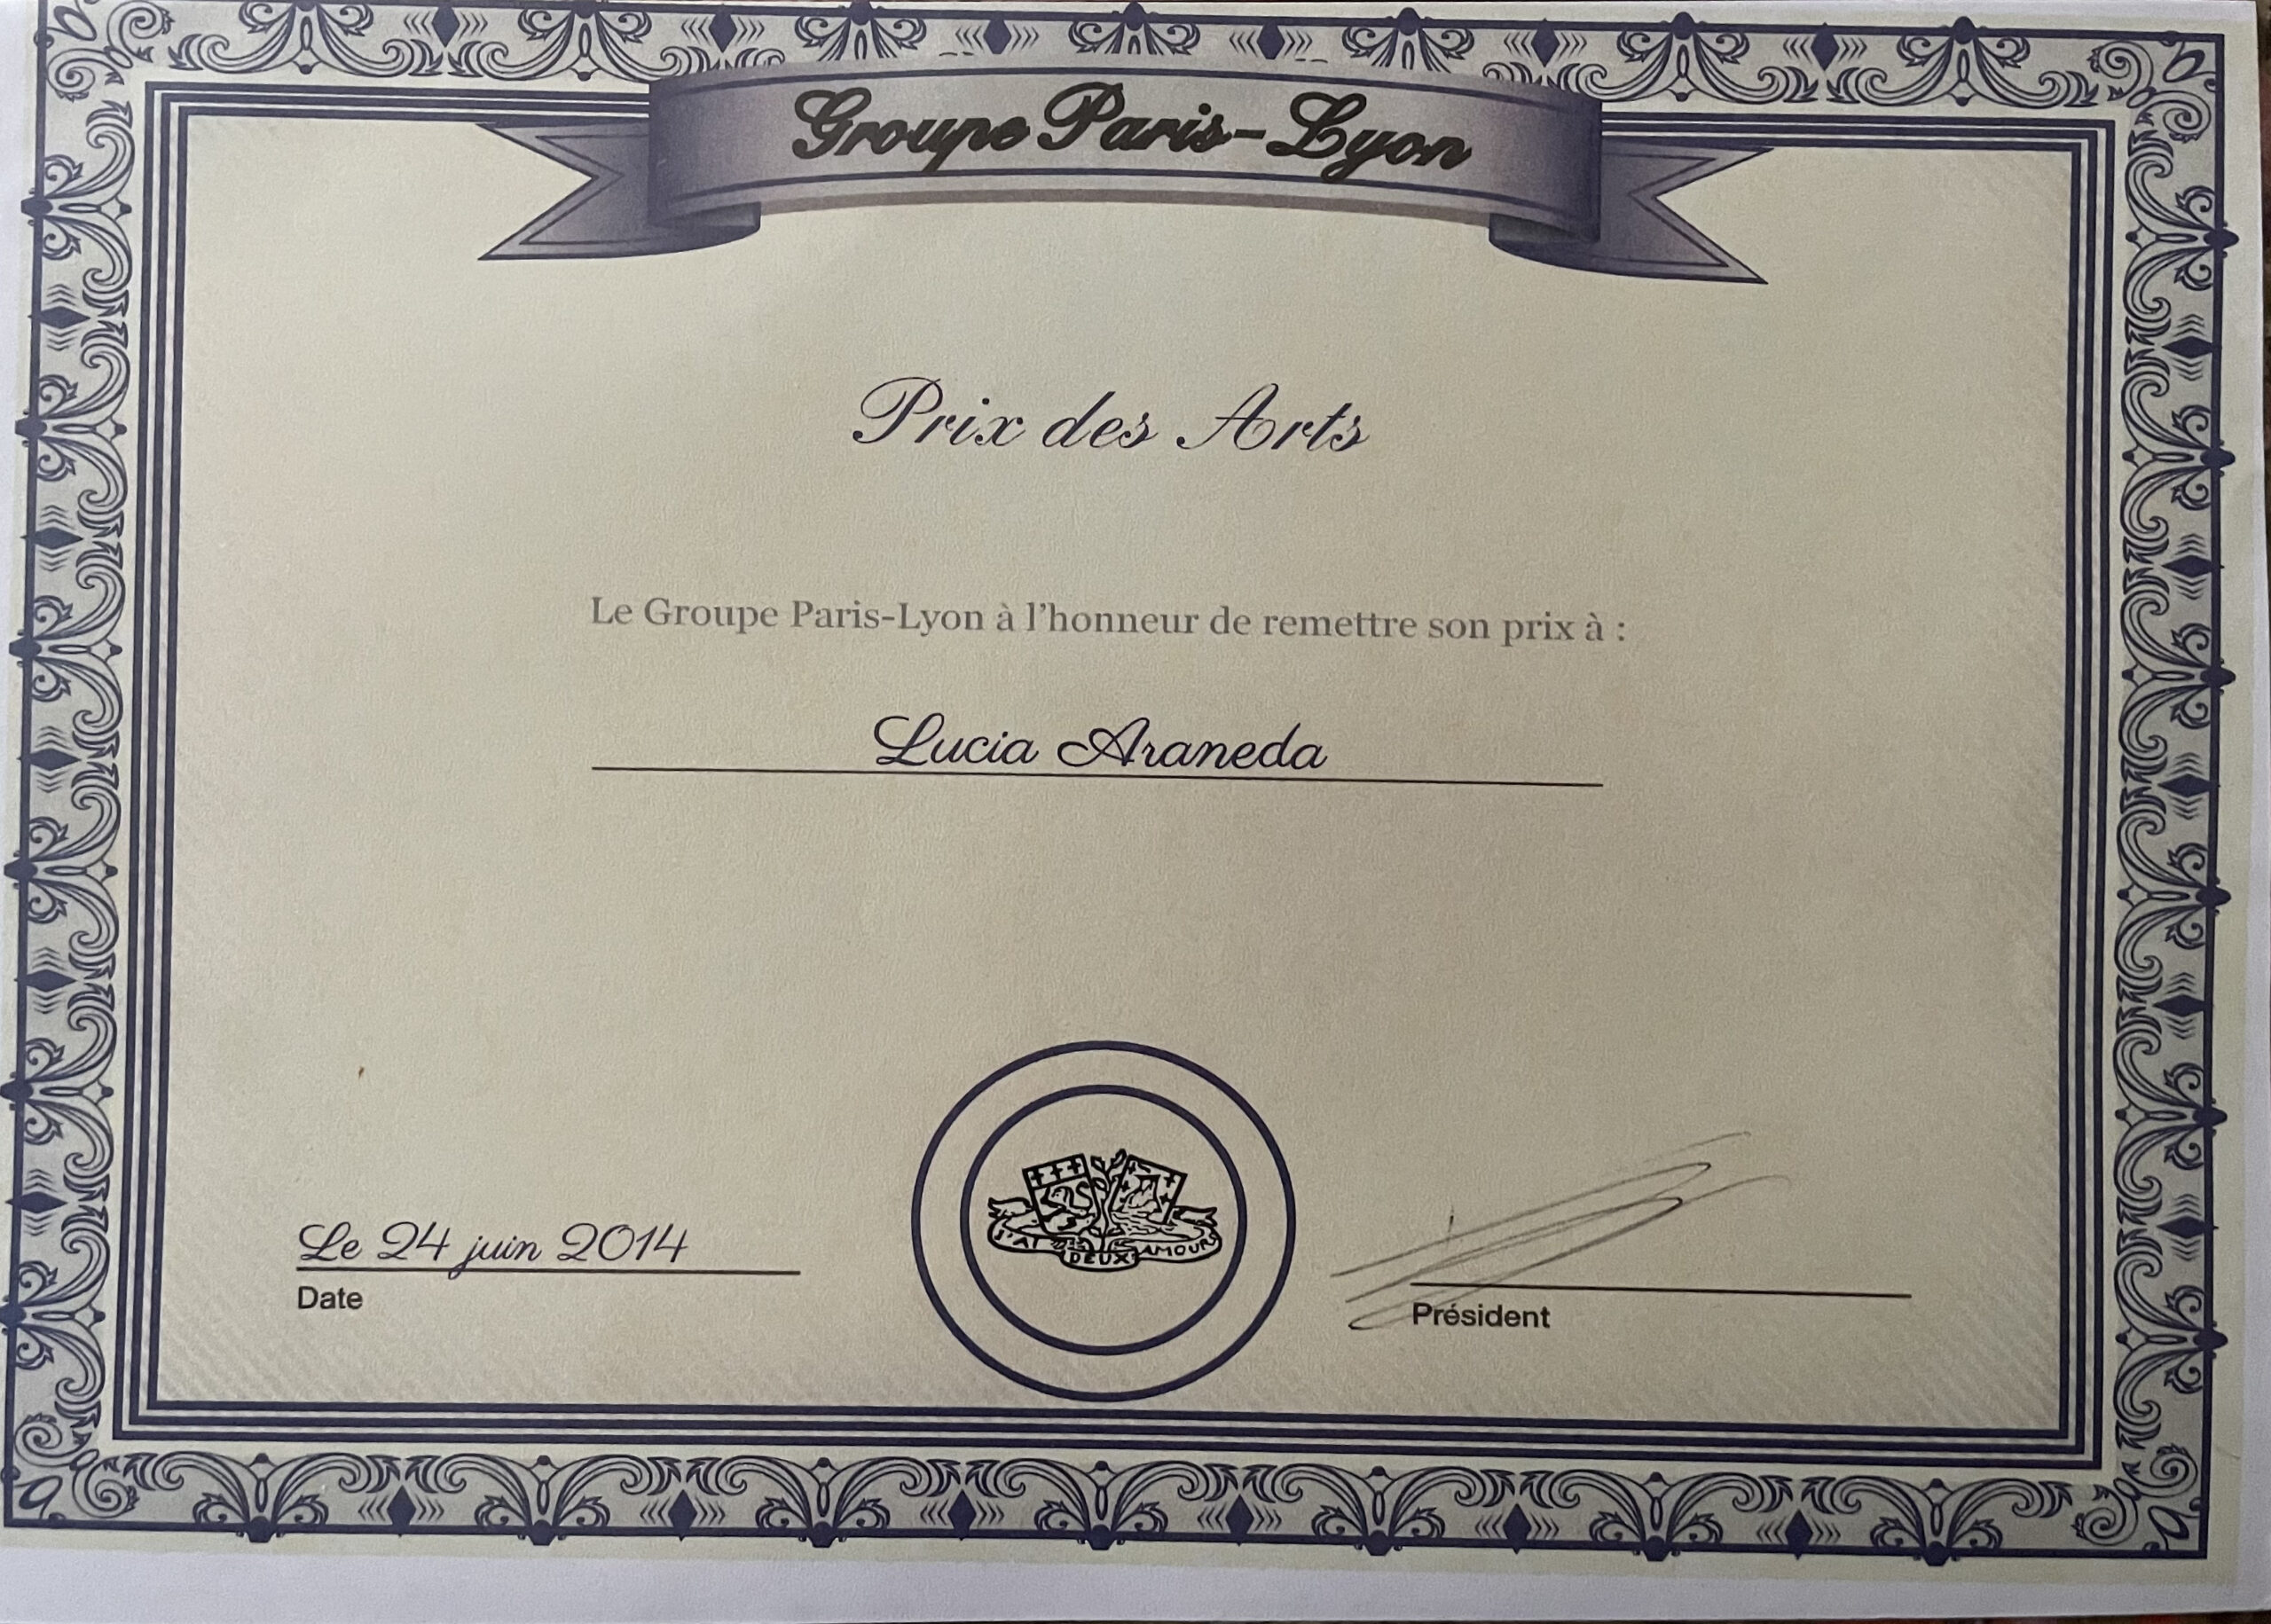 Groupe Paris-Lyon
Prix des Arts
Le Groupe Paris-Lyon à l'honneur de remettre son prix à :
Lucia Araneda
Le 24 juin 2014
Date
J'AI DEUX AMOURS
Président